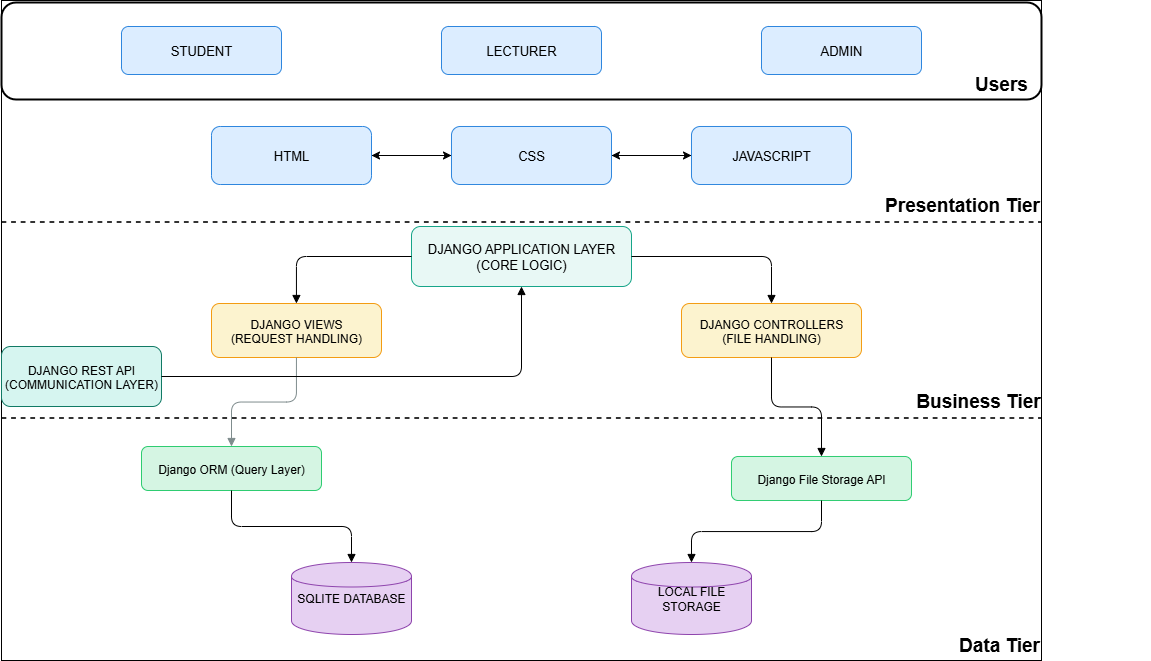 STUDENT
LECTURER
ADMIN
Users
HTML
CSS
JAVASCRIPT
Presentation Tier
DJANGO APPLICATION LAYER
(CORE LOGIC)
DJANGO VIEWS
(REQUEST HANDLING)
DJANGO CONTROLLERS
(FILE HANDLING)
DJANGO REST API
(COMMUNICATION LAYER)
Business Tier
Django ORM (Query Layer)
Django File Storage API
SQLITE DATABASE
LOCAL FILE
STORAGE
Data Tier